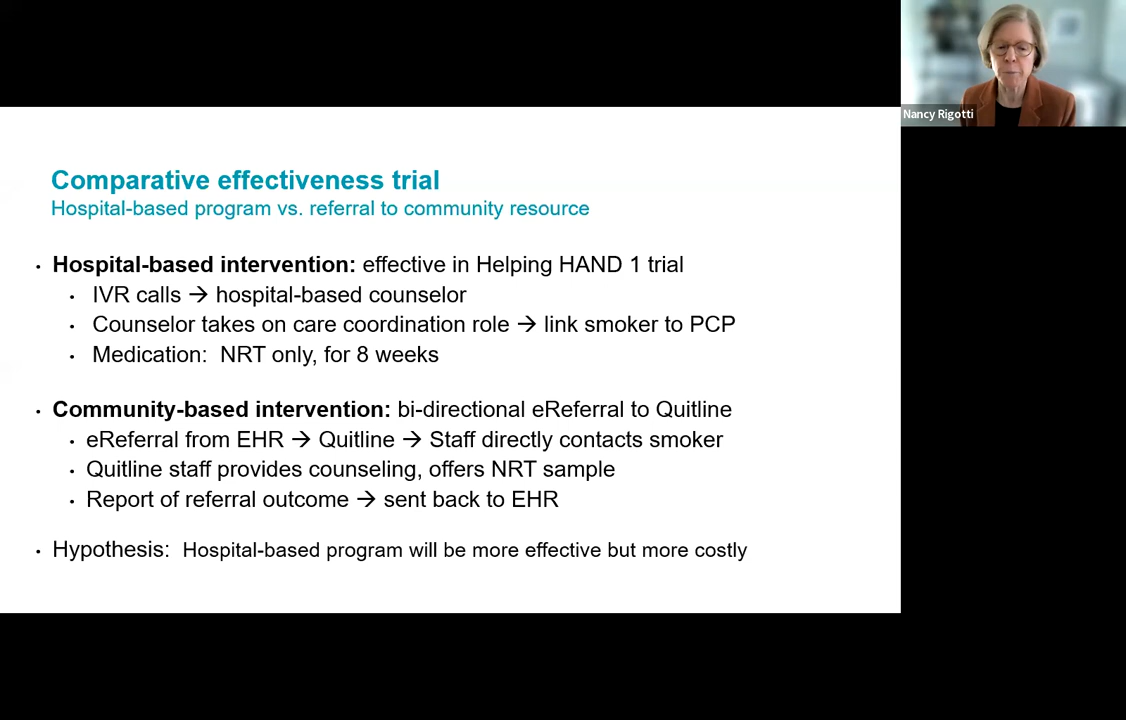 Nancy Rigotti
Comparative effectiveness trial
Hospital-based program vs. referral to community resource
• Hospital-based intervention: effective in Helping HAND 1 trial
• IVR calls → hospital-based counselor
• Counselor takes on care coordination role → link smoker to PCP
• Medication: NRT only, for 8 weeks
• Community-based intervention: bi-directional eReferral to Quitline
• eReferral from EHR → Quitline → Staff directly contacts smoker
• Quitline staff provides counseling, offers NRT sample
• Report of referral outcome → sent back to EHR
• Hypothesis: Hospital-based program will be more effective but more costly